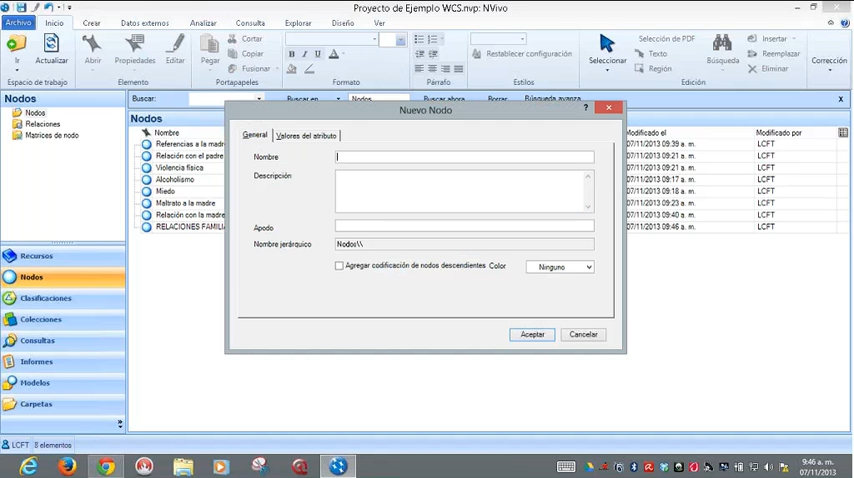 Proyecto de Ejemplo WCS.nvp: NVivo
Archivo Inicio Crear Datos externos Analizar Consulta Explorar Diseño Ver
Ir
Actualizar
Espacio de trabajo
Abrir
Propiedades
Editar
Elemento
Pegar
Cortar
Copiar
Fusionar
Portapapeles
B I U A
Formato
Párrafo
Restablecer configuración
Estilos
Seleccionar
Selección de PDF
Texto
Región
Búsqueda
Insertar
Reemplazar
Eliminar
Edición
Corrección
Nodos
Nodos
Relaciones
Matrices de nodo
Buscar: Buscar en Nodos Buscar ahora Borrar Búsqueda avanza x
Nodos
Nombre Modificado el Modificado por
Referencias a la madre 07/11/2013 09:39 a. m. LCFT
Relación con el padre 07/11/2013 09:21 a. m. LCFT
Violencia física 07/11/2013 09:21 a. m. LCFT
Alcoholismo 07/11/2013 09:17 a. m. LCFT
Miedo 07/11/2013 09:18 a. m. LCFT
Maltrato a la madre 07/11/2013 09:23 a. m. LCFT
Relación con la madre 07/11/2013 09:40 a. m. LCFT
RELACIONES FAMILIA 07/11/2013 09:46 a. m. LCFT
Nuevo Nodo
General Valores del atributo
Nombre
Descripción
Apodo
Nombre jerárquico Nodos\\
Agregar codificación de nodos descendientes Color Ninguno
Aceptar Cancelar
Recursos
Nodos
Clasificaciones
Colecciones
Consultas
Informes
Modelos
Carpetas
LCFT 8 elementos
9:46 a. m.
07/11/2013